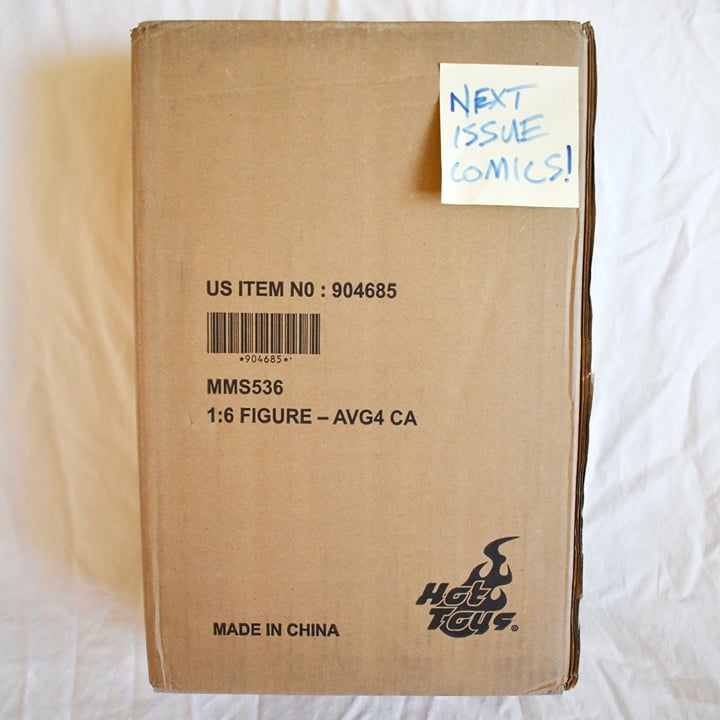 NEXT
ISSUE
COMICS!
US ITEM N0 : 904685
*904685*
MMS536
1:6 FIGURE – AVG4 CA
Hot
Toys®
MADE IN CHINA